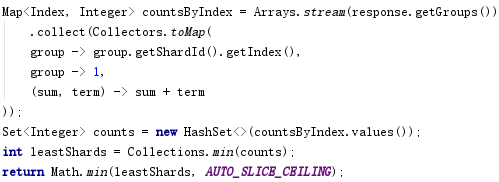 Map<Index, Integer> countsByIndex = Arrays.stream(response.getGroups())
.collect(Collectors.toMap(
group -> group.getShardId().getIndex(),
group -> 1,
(sum, term) -> sum + term
));
Set<Integer> counts = new HashSet<>(countsByIndex.values());
int leastShards = Collections.min(counts);
return Math.min(leastShards, AUTO_SLICE_CEILING);